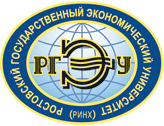 РОСТОВСКИЙ ГОСУДАРСТВЕННЫЙ ЭКОНОМИЧЕСКИЙ УНИВЕРСИТЕТ
РГЭУ
(РИНХ)